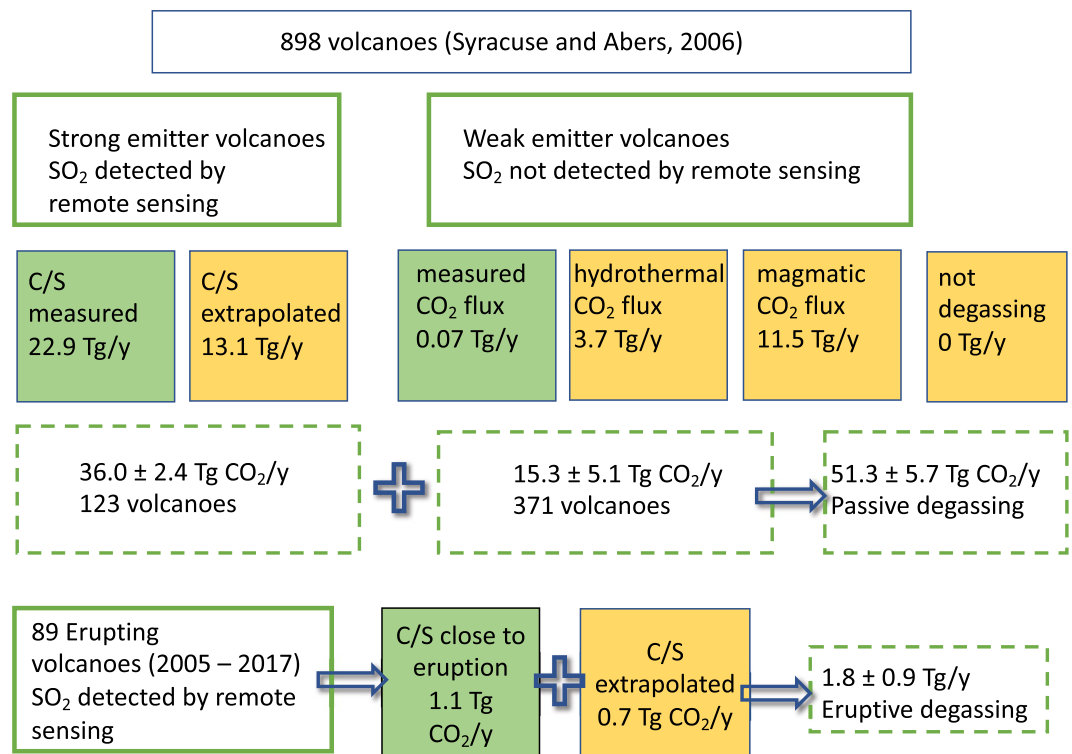 898 volcanoes (Syracuse and Abers, 2006)
Strong emitter volcanoes
SO₂ detected by
remote sensing
Weak emitter volcanoes
SO₂ not detected by remote sensing
C/S
measured
22.9 Tg/y
C/S
extrapolated
13.1 Tg/y
measured
CO₂ flux
0.07 Tg/y
hydrothermal
CO₂ flux
3.7 Tg/y
magmatic
CO₂ flux
11.5 Tg/y
not
degassing
0 Tg/y
36.0 ± 2.4 Tg CO₂/y
123 volcanoes
15.3 ± 5.1 Tg CO₂/y
371 volcanoes
51.3 ± 5.7 Tg CO₂/y
Passive degassing
89 Erupting
volcanoes (2005 – 2017)
SO₂ detected by remote
sensing
C/S close to
eruption
1.1 Tg
CO₂/y
C/S
extrapolated
0.7 Tg CO₂/y
1.8 ± 0.9 Tg/y
Eruptive degassing